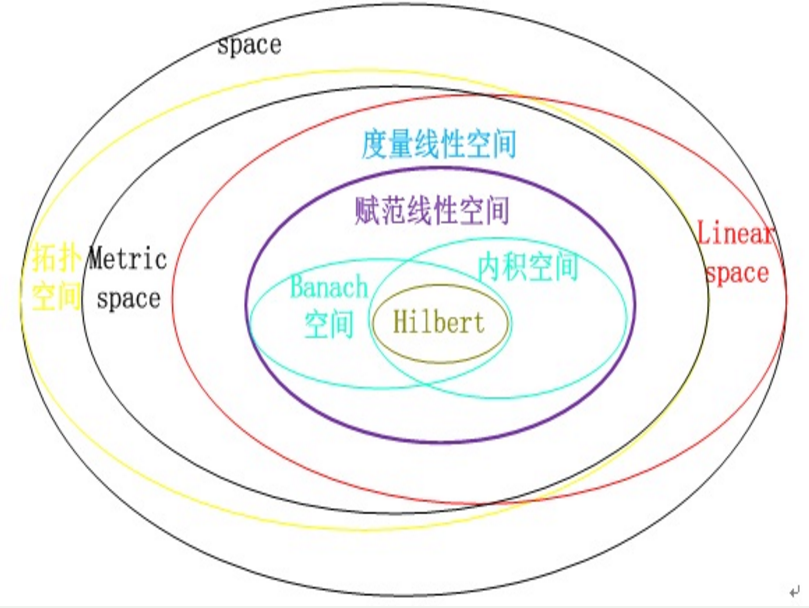 space
度量线性空间
赋范线性空间
Linear
space
拓扑
空间
Metric
space
内积空间
Banach
空间
Hilbert